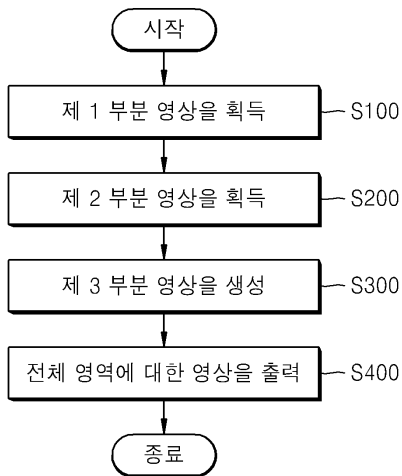 시작
제 1 부분 영상을 획득 S100
제 2 부분 영상을 획득 S200
제 3 부분 영상을 생성 S300
전체 영역에 대한 영상을 출력 S400
종료